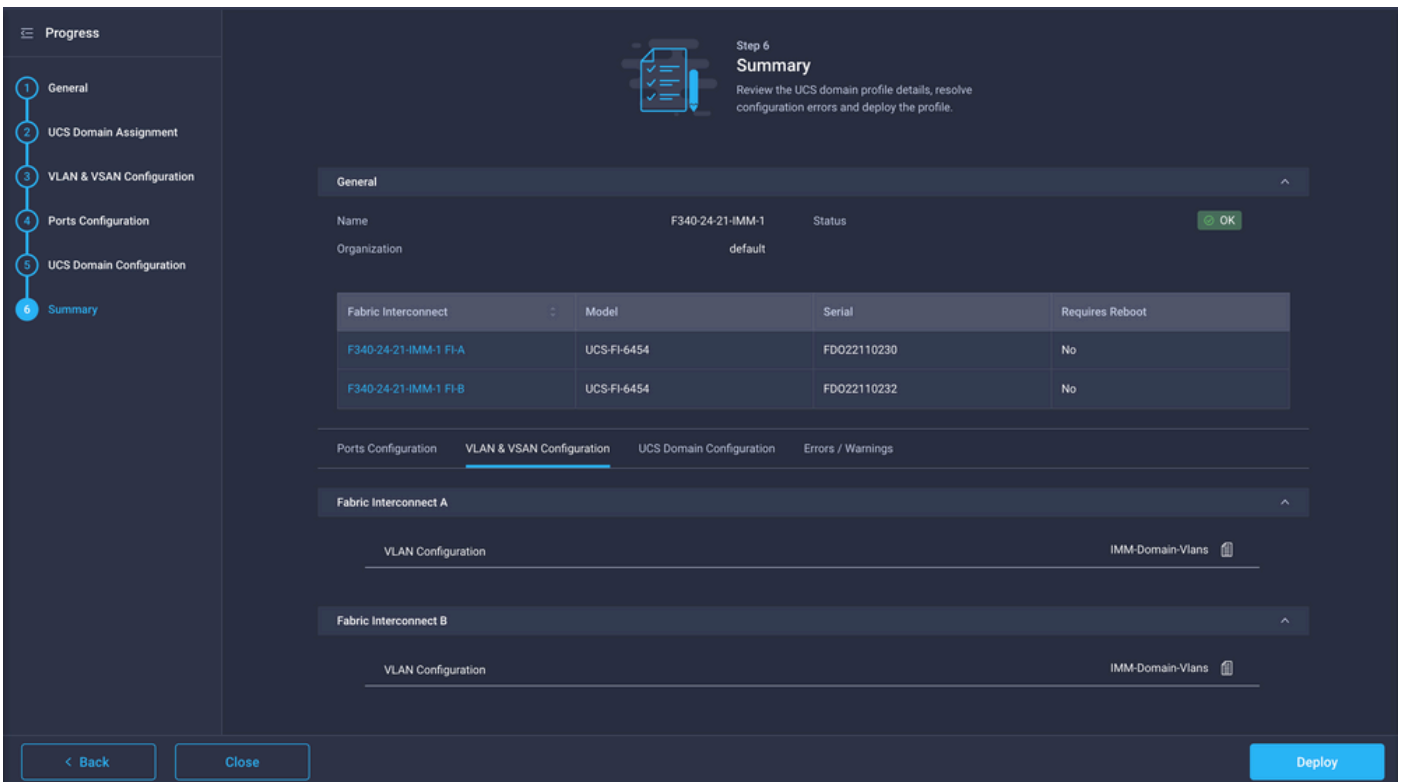 Progress
1 General
2 UCS Domain Assignment
3 VLAN & VSAN Configuration
4 Ports Configuration
5 UCS Domain Configuration
6 Summary
Step 6
Summary
Review the UCS domain profile details, resolve
configuration errors and deploy the profile.
General
Name F340-24-21-IMM-1 Status OK
Organization default
Fabric Interconnect Model Serial Requires Reboot
F340-24-21-IMM-1 FI-A UCS-FI-6454 FDO22110230 No
F340-24-21-IMM-1 FI-B UCS-FI-6454 FDO22110232 No
Ports Configuration VLAN & VSAN Configuration UCS Domain Configuration Errors / Warnings
Fabric Interconnect A
VLAN Configuration IMM-Domain-Vlans
Fabric Interconnect B
VLAN Configuration IMM-Domain-Vlans
< Back Close Deploy